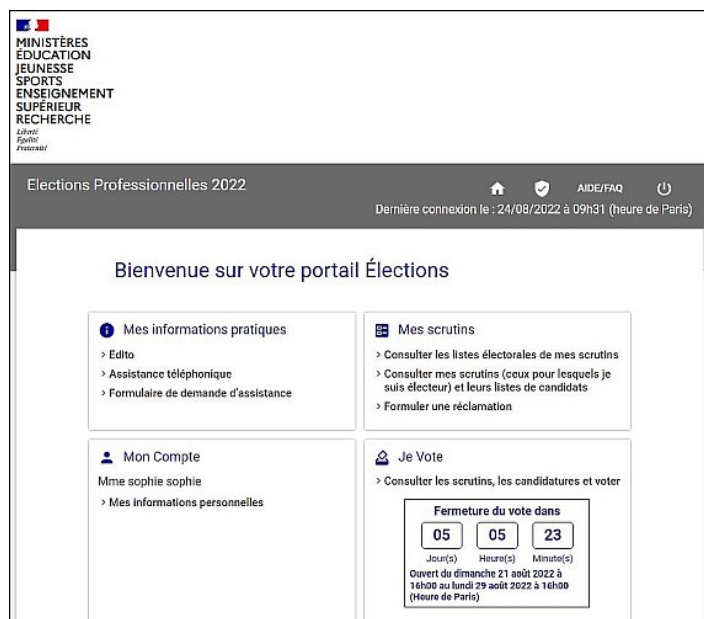 MINISTÈRES
ÉDUCATION
JEUNESSE
SPORTS
ENSEIGNEMENT
SUPÉRIEUR
RECHERCHE
Liberté
Égalité
Fraternité
Elections Professionnelles 2022
AIDE/FAQ
Dernière connexion le : 24/08/2022 à 09h31 (heure de Paris)
Bienvenue sur votre portail Élections
Mes informations pratiques
> Edito
> Assistance téléphonique
> Formulaire de demande d'assistance
Mes scrutins
> Consulter les listes électorales de mes scrutins
> Consulter mes scrutins (ceux pour lesquels je
suis électeur) et leurs listes de candidats
> Formuler une réclamation
Mon Compte
Mme sophie sophie
> Mes informations personnelles
Je Vote
> Consulter les scrutins, les candidatures et voter
Fermeture du vote dans
05 05 23
Jour(s) Heure(s) Minute(s)
Ouvert du dimanche 21 août 2022 à
16h00 au lundi 29 août 2022 à 16h00
(Heure de Paris)